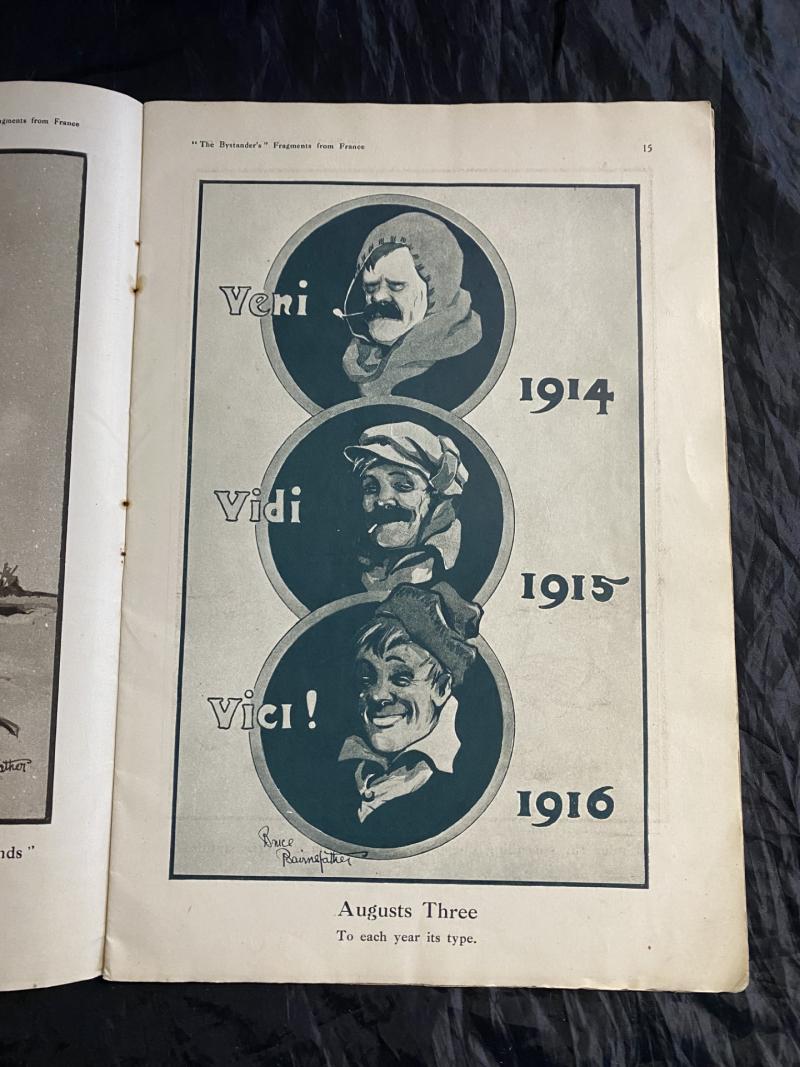 from France
nds"
"The Bystander's" Fragments from France
15
Veni
1914
Vidi
1915
Vici!
1916
Bruce
Bairnsfather
Augusts Three
To each year its type.